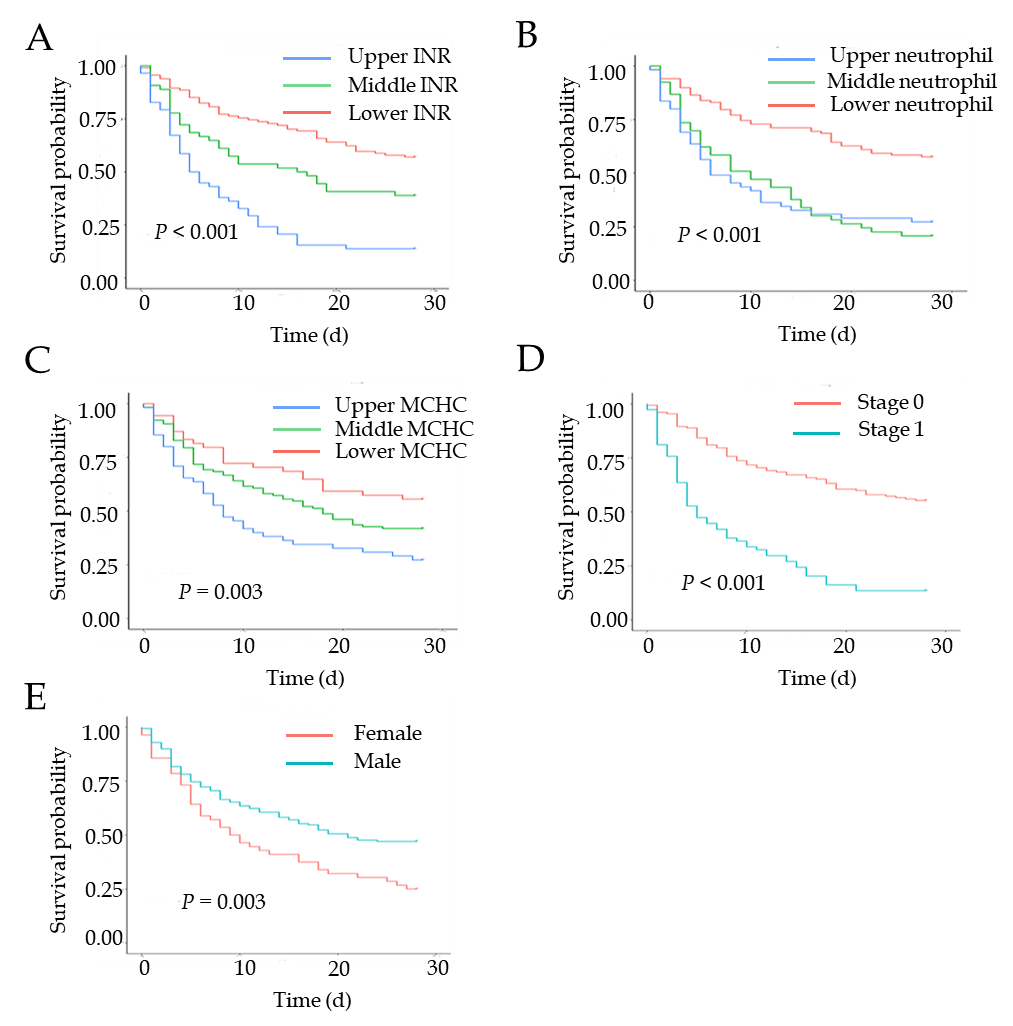 A
Survival probability
1.00
0.75
0.50
0.25
0.00
Upper INR
Middle INR
Lower INR
P < 0.001
0 10 20 30
Time (d)
B
Survival probability
1.00
0.75
0.50
0.25
0.00
Upper neutrophil
Middle neutrophil
Lower neutrophil
P < 0.001
0 10 20 30
Time (d)
C
Survival probability
1.00
0.75
0.50
0.25
0.00
Upper MCHC
Middle MCHC
Lower MCHC
P = 0.003
0 10 20 30
Time (d)
D
Survival probability
1.00
0.75
0.50
0.25
0.00
Stage 0
Stage 1
P < 0.001
0 10 20 30
Time (d)
E
Survival probability
1.00
0.75
0.50
0.25
0.00
Female
Male
P = 0.003
0 10 20 30
Time (d)